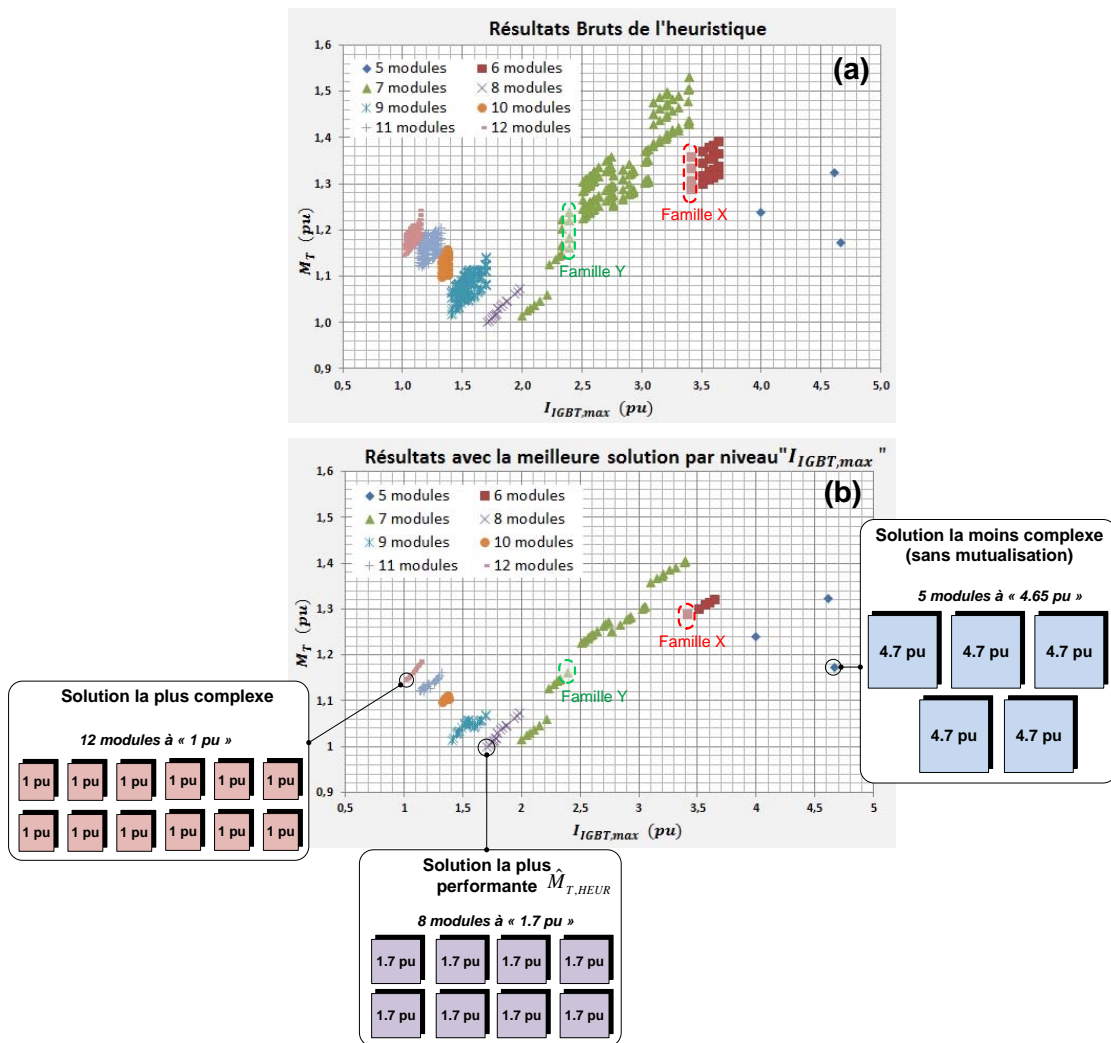 Résultats Bruts de l'heuristique
(a)
1,6
1,5
1,4
1,3
1,2
1,1
1,0
0,9
M_T (pu)
5 modules 6 modules
7 modules 8 modules
9 modules 10 modules
11 modules 12 modules
Famille X
Famille Y
0,5 1,0 1,5 2,0 2,5 3,0 3,5 4,0 4,5 5,0
I_IGBT,max (pu)
Résultats avec la meilleure solution par niveau"I_IGBT,max "
(b)
1,6
1,5
1,4
1,3
1,2
1,1
1
0,9
M_T (pu)
5 modules 6 modules
7 modules 8 modules
9 modules 10 modules
11 modules 12 modules
Famille X
Famille Y
0,5 1 1,5 2 2,5 3 3,5 4 4,5 5
I_IGBT,max (pu)
Solution la moins complexe
(sans mutualisation)
5 modules à « 4.65 pu »
4.7 pu 4.7 pu 4.7 pu
4.7 pu 4.7 pu
Solution la plus complexe
12 modules à « 1 pu »
1 pu 1 pu 1 pu 1 pu 1 pu 1 pu
1 pu 1 pu 1 pu 1 pu 1 pu 1 pu
Solution la plus
performante M̂_T,HEUR
8 modules à « 1.7 pu »
1.7 pu 1.7 pu 1.7 pu 1.7 pu
1.7 pu 1.7 pu 1.7 pu 1.7 pu